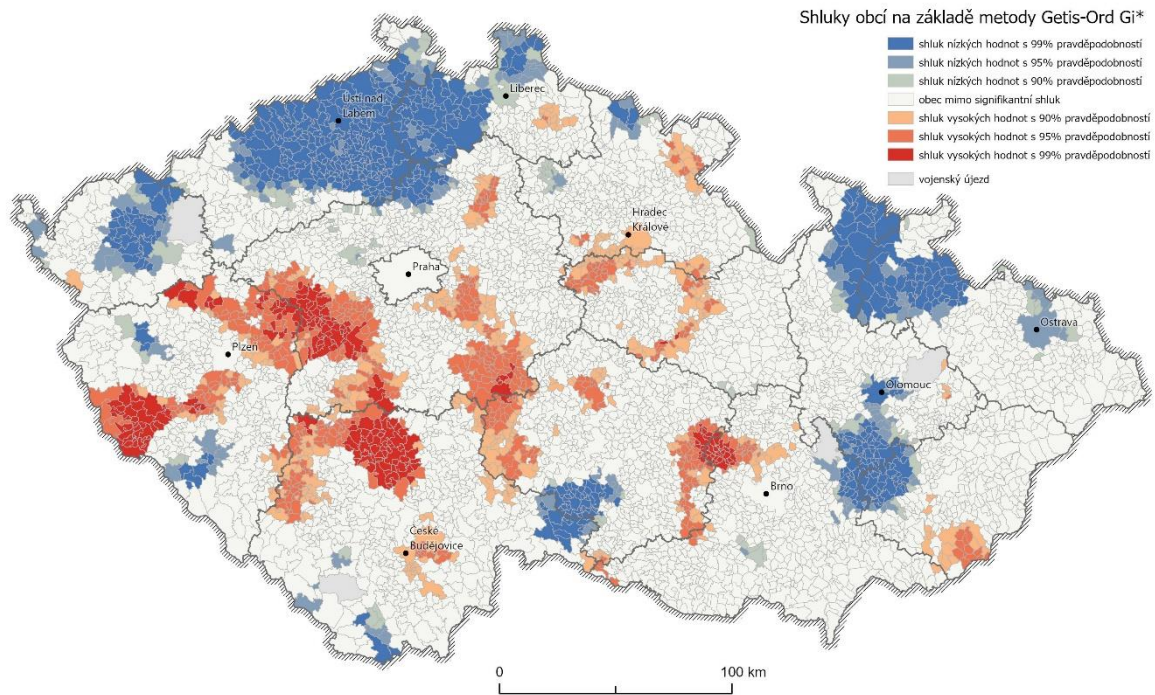 Shluky obcí na základě metody Getis-Ord Gi*
shluk nízkých hodnot s 99% pravděpodobností
shluk nízkých hodnot s 95% pravděpodobností
shluk nízkých hodnot s 90% pravděpodobností
obec mimo signifikantní shluk
shluk vysokých hodnot s 90% pravděpodobností
shluk vysokých hodnot s 95% pravděpodobností
shluk vysokých hodnot s 99% pravděpodobností
vojenský újezd
Liberec
Ústí nad
Labem
Hradec
Králové
Praha
Ostrava
Plzeň
Olomouc
Brno
České
Budějovice
0
100 km